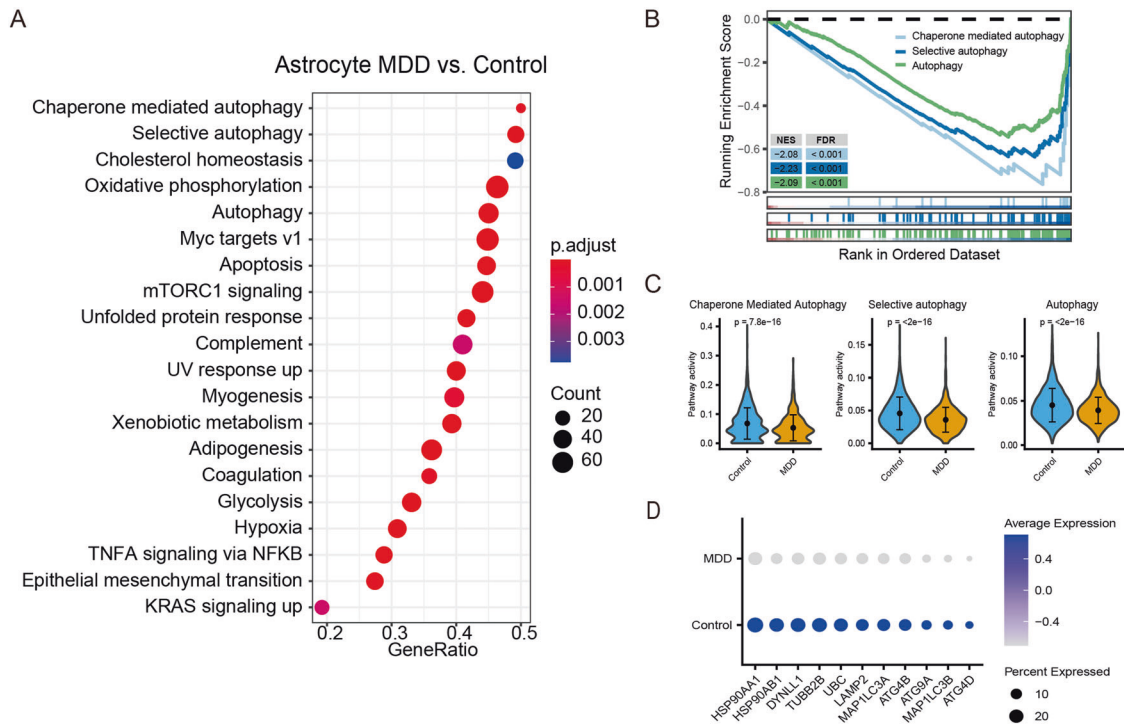 A
Astrocyte MDD vs. Control
Chaperone mediated autophagy
Selective autophagy
Cholesterol homeostasis
Oxidative phosphorylation
Autophagy
Myc targets v1
Apoptosis
mTORC1 signaling
Unfolded protein response
Complement
UV response up
Myogenesis
Xenobiotic metabolism
Adipogenesis
Coagulation
Glycolysis
Hypoxia
TNFA signaling via NFKB
Epithelial mesenchymal transition
KRAS signaling up
0.2 0.3 0.4 0.5
GeneRatio
p.adjust
0.001
0.002
0.003
Count
20
40
60
B
Running Enrichment Score
0.0
−0.2
−0.4
−0.6
−0.8
Chaperone mediated autophagy
Selective autophagy
Autophagy
NES FDR
−2.08 < 0.001
−2.23 < 0.001
−2.09 < 0.001
Rank in Ordered Dataset
C
Chaperone Mediated Autophagy
p = 7.8e−16
Pathway activity
0.4
0.3
0.2
0.1
0.0
Control MDD
Selective autophagy
p = <2e−16
Pathway activity
0.15
0.10
0.05
0.00
Control MDD
Autophagy
p = <2e−16
Pathway activity
0.10
0.05
0.00
Control MDD
D
MDD
Control
HSP90AA1 HSP90AB1 DYNLL1 TUBB2B UBC LAMP2 MAP1LC3A ATG4B ATG9A MAP1LC3B ATG4D
Average Expression
0.4
0.0
−0.4
Percent Expressed
10
20